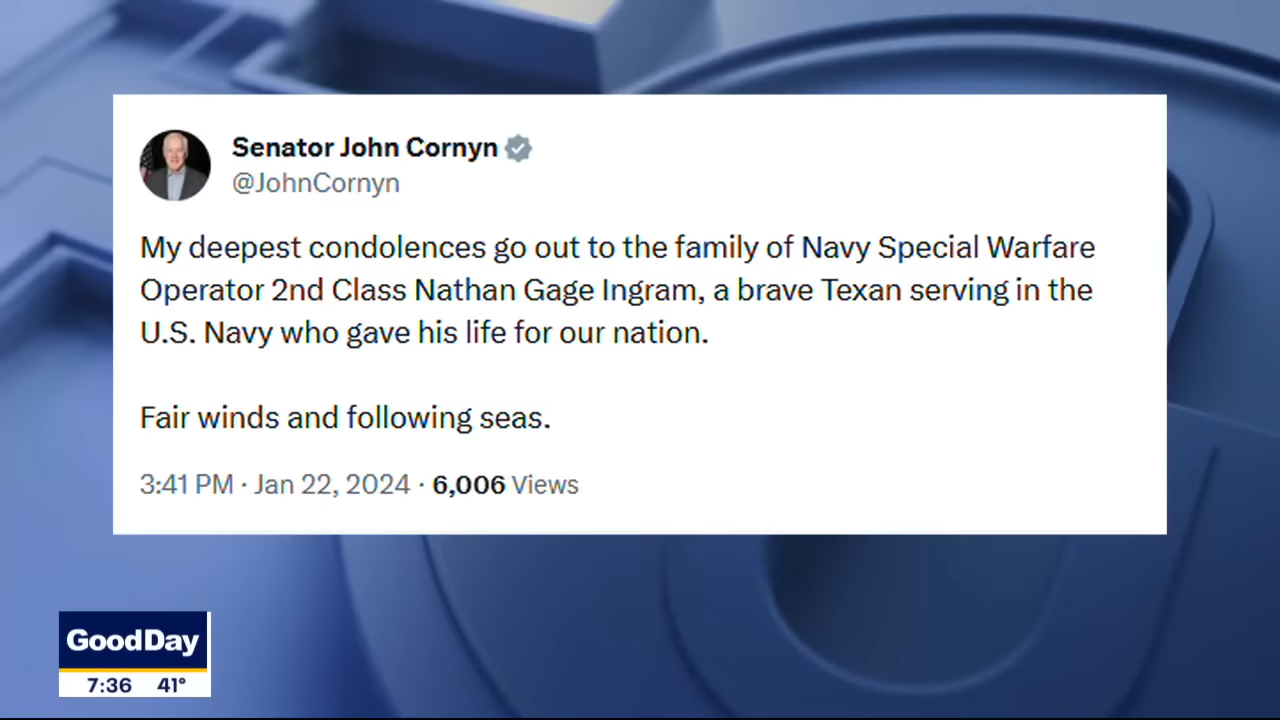 Senator John Cornyn
@JohnCornyn
My deepest condolences go out to the family of Navy Special Warfare
Operator 2nd Class Nathan Gage Ingram, a brave Texan serving in the
U.S. Navy who gave his life for our nation.
Fair winds and following seas.
3:41 PM · Jan 22, 2024 · 6,006 Views
GoodDay
7:36 41°